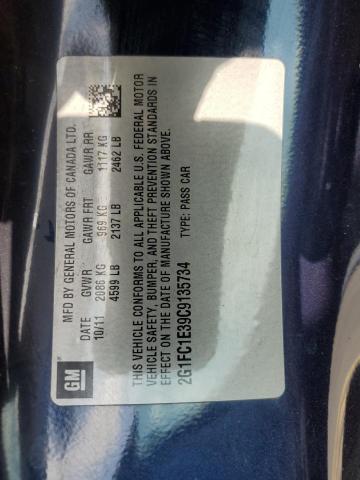 MFD BY GENERAL MOTORS OF CANADA LTD.
DATE GVWR GAWR FRT GAWR RR
10/11 2086 KG 969 KG 1117 KG
4599 LB 2137 LB 2462 LB
THIS VEHICLE CONFORMS TO ALL APPLICABLE U.S. FEDERAL MOTOR
VEHICLE SAFETY, BUMPER, AND THEFT PREVENTION STANDARDS IN
EFFECT ON THE DATE OF MANUFACTURE SHOWN ABOVE.
2G1FC1E39C9135734 TYPE: PASS CAR
GM